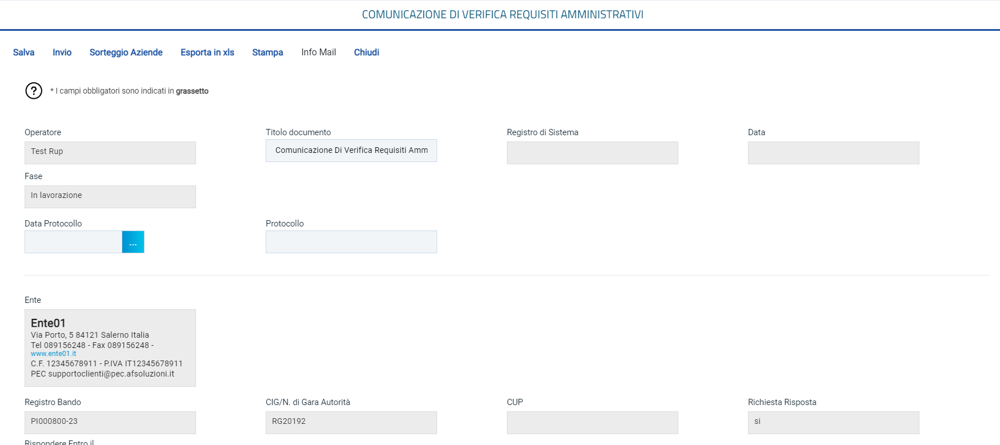 COMUNICAZIONE DI VERIFICA REQUISITI AMMINISTRATIVI
Salva Invio Sorteggio Aziende Esporta in xls Stampa Info Mail Chiudi
? * I campi obbligatori sono indicati in grassetto
Operatore Titolo documento Registro di Sistema Data
Test Rup Comunicazione Di Verifica Requisiti Amm
Fase
In lavorazione
Data Protocollo Protocollo
...
Ente
Ente01
Via Porto, 5 84121 Salerno Italia
Tel 089156248 - Fax 089156248 -
www.ente01.it
C.F. 12345678911 - P.IVA IT12345678911
PEC supportoclienti@pec.afsoluzioni.it
Registro Bando CIG/N. di Gara Autorità CUP Richiesta Risposta
PI000800-23 RG20192 si
Rispondere Entro il